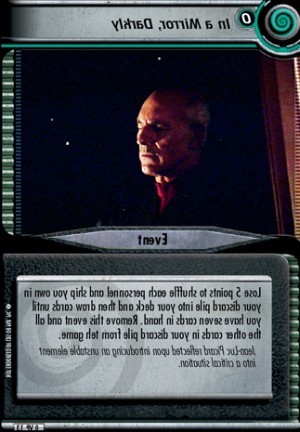 0 In a Mirror, Darkly
Event
Lose 5 points to shuffle each personnel and ship you own in
your discard pile into your deck and then draw cards until
you have seven cards in hand. Remove this event and all
other cards in your discard pile from teh game.
Jean-Luc Picard reflected upon introducing an unstable element
into a critical situation.